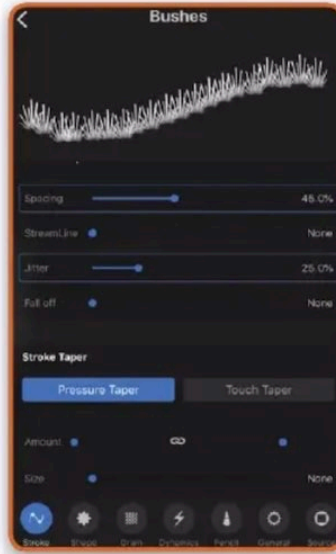 Bushes
Spacing 45.0%
StreamLine None
Jitter 25.0%
Fall off None
Stroke Taper
Pressure Taper Touch Taper
Amount
Size None
Stroke Shape Grain Dynamics Pencil General Source